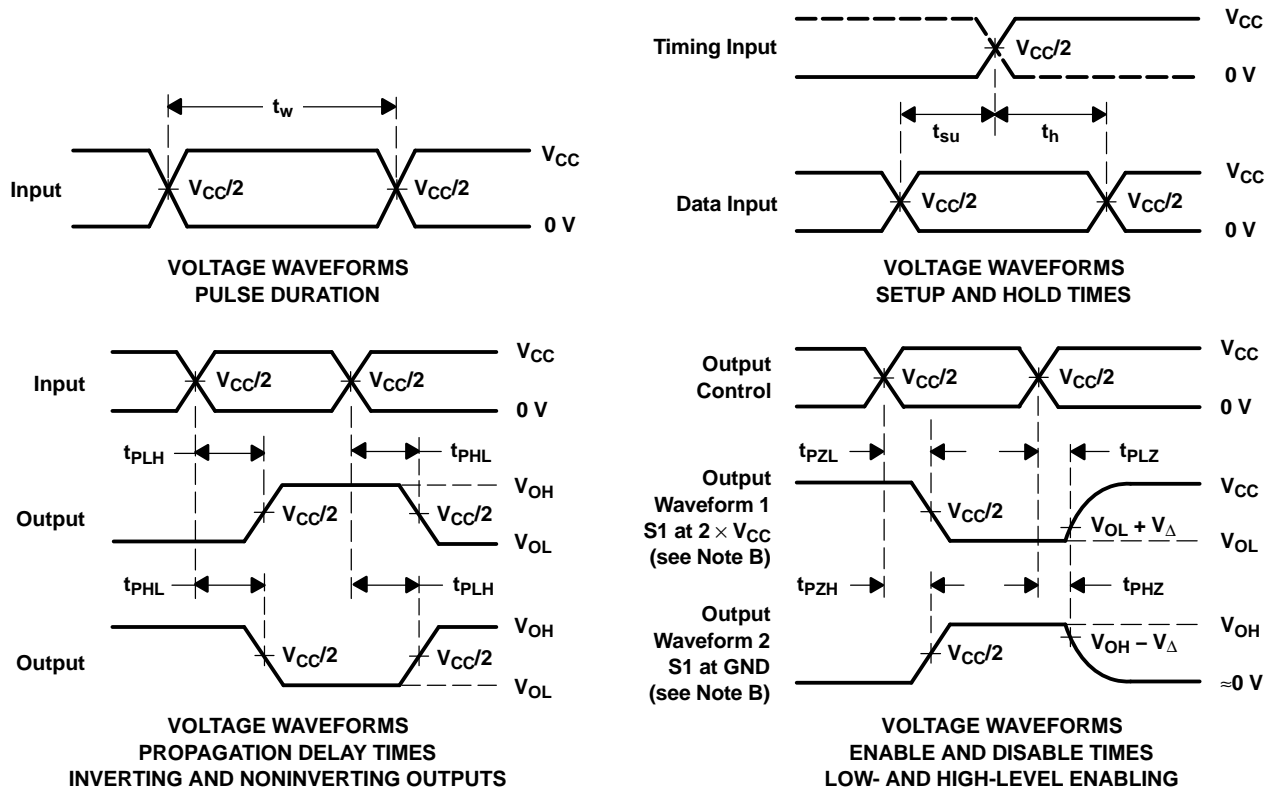 t_w
Input
V_CC
V_CC/2 V_CC/2
0 V
VOLTAGE WAVEFORMS
PULSE DURATION
Timing Input
V_CC
V_CC/2
0 V
t_su t_h
Data Input
V_CC
V_CC/2 V_CC/2
0 V
VOLTAGE WAVEFORMS
SETUP AND HOLD TIMES
Input
V_CC
V_CC/2 V_CC/2
0 V
t_PLH t_PHL
Output
V_OH
V_CC/2 V_CC/2
V_OL
t_PHL t_PLH
Output
V_OH
V_CC/2 V_CC/2
V_OL
VOLTAGE WAVEFORMS
PROPAGATION DELAY TIMES
INVERTING AND NONINVERTING OUTPUTS
Output
Control
V_CC
V_CC/2 V_CC/2
0 V
t_PZL t_PLZ
Output
Waveform 1
S1 at 2 × V_CC
(see Note B)
V_CC
V_CC/2 V_OL + V_Δ
V_OL
t_PZH t_PHZ
Output
Waveform 2
S1 at GND
(see Note B)
V_OH
V_CC/2 V_OH − V_Δ
≈0 V
VOLTAGE WAVEFORMS
ENABLE AND DISABLE TIMES
LOW- AND HIGH-LEVEL ENABLING